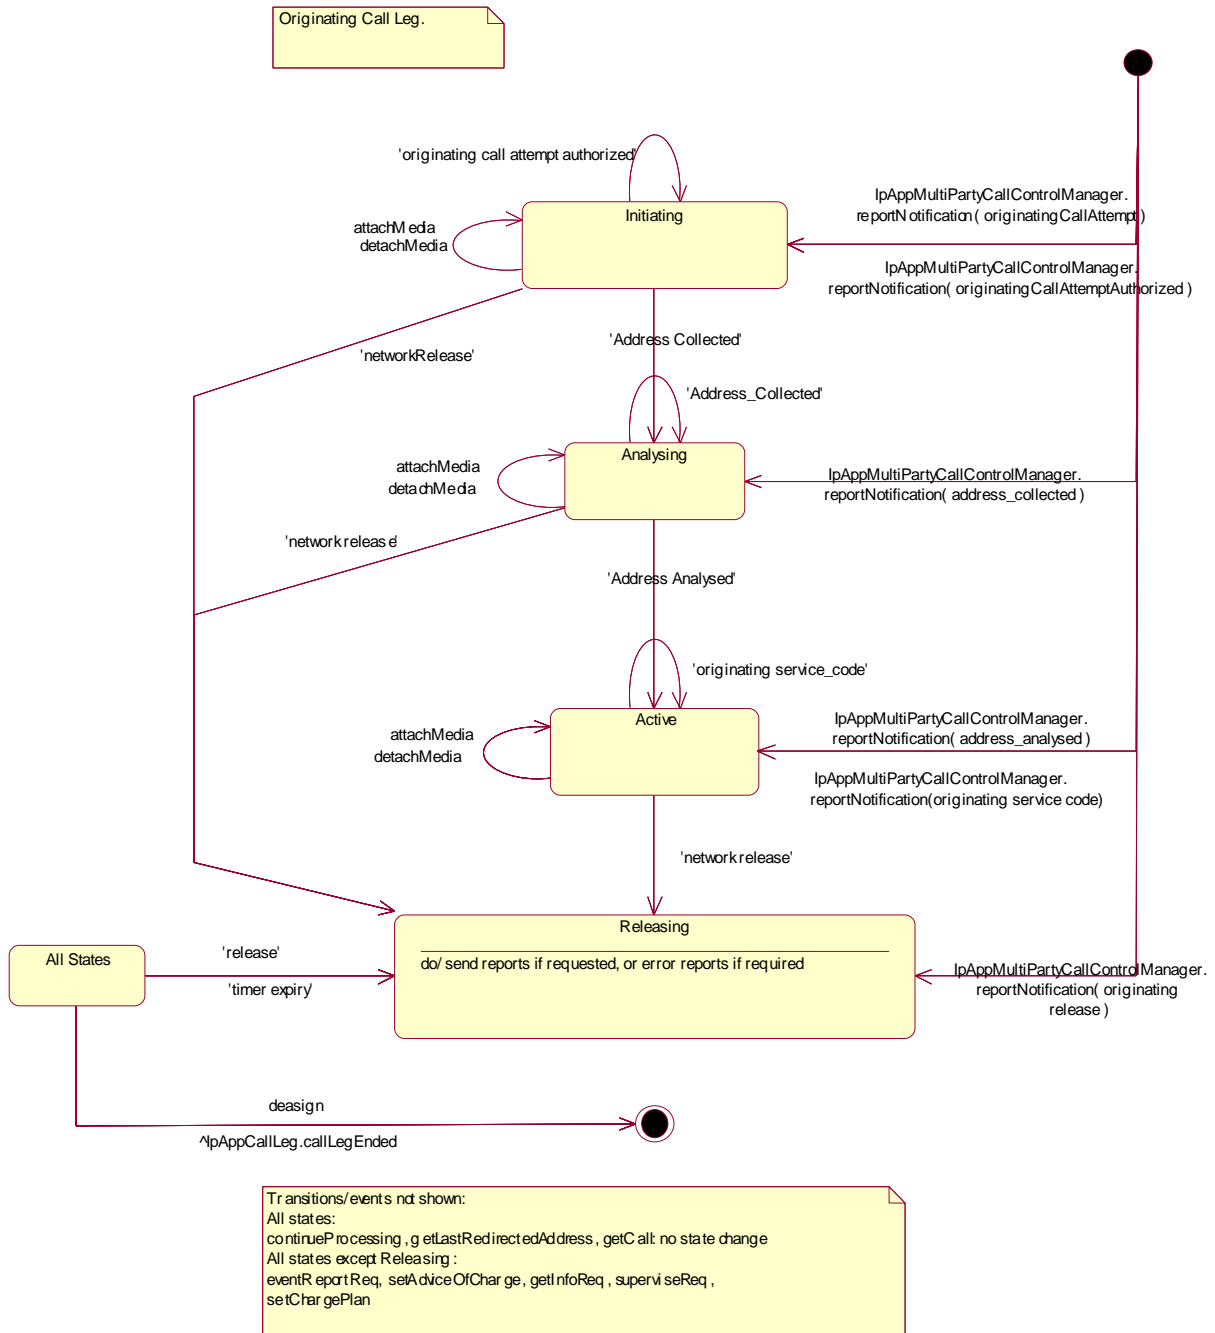 Originating Call Leg.
'originating call attempt authorized'
IpAppMultiPartyCallControlManager.
reportNotification( originatingCallAttempt )
Initiating
attachMedia
detachMedia
IpAppMultiPartyCallControlManager.
reportNotification( originatingCallAttemptAuthorized )
'Address Collected'
'networkRelease'
'Address_Collected'
Analysing
attachMedia
detachMedia
IpAppMultiPartyCallControlManager.
reportNotification( address_collected )
'network release'
'Address Analysed'
'originating service_code'
Active
attachMedia
detachMedia
IpAppMultiPartyCallControlManager.
reportNotification( address_analysed )
IpAppMultiPartyCallControlManager.
reportNotification(originating service code)
'network release'
Releasing
do/ send reports if requested, or error reports if required
All States
'release'
'timer expiry'
IpAppMultiPartyCallControlManager.
reportNotification( originating
release )
deasign
^IpAppCallLeg.callLegEnded
Transitions/events not shown:
All states:
continueProcessing, getLastRedirectedAddress, getCall: no state change
All states except Releasing :
eventReportReq, setAdviceOfCharge, getInfoReq, superviseReq,
setChargePlan